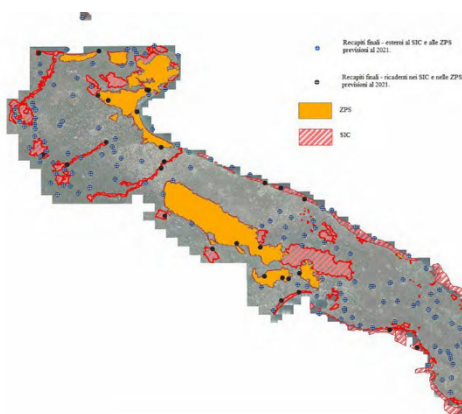 Recapiti finali - esterni al SIC e alle ZPS
previsioni al 2021.
Recapiti finali - ricadenti nei SIC e nelle ZPS
previsioni al 2021.
ZPS
SIC